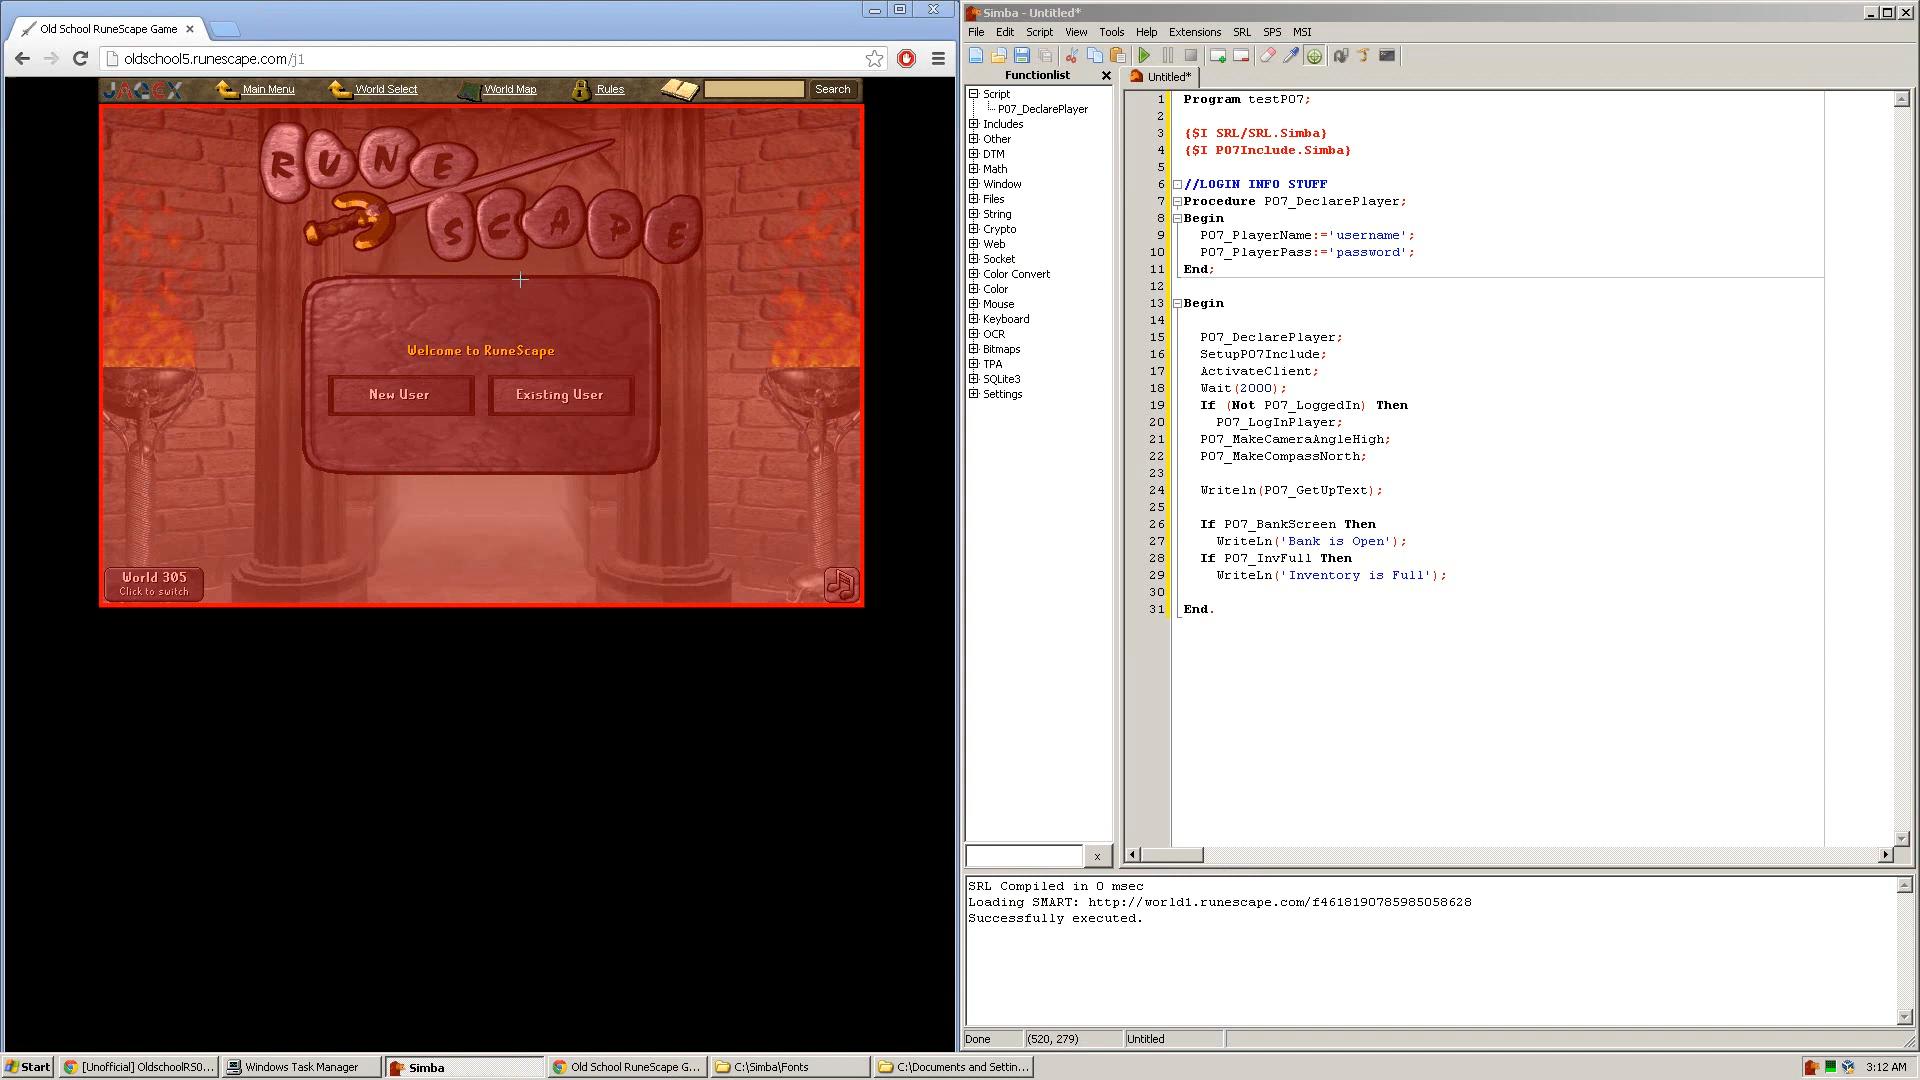 Old School RuneScape Game
oldschool5.runescape.com/j1
JAGEX
Main Menu
World Select
World Map
Rules
Search
RUNE
SCAPE
Welcome to RuneScape
New User
Existing User
World 305
Click to switch
Simba - Untitled*
File Edit Script View Tools Help Extensions SRL SPS MSI
Functionlist
Untitled*
Script
P07_DeclarePlayer
Includes
Other
DTM
Math
Window
Files
String
Crypto
Web
Socket
Color Convert
Color
Mouse
Keyboard
OCR
Bitmaps
TPA
SQLite3
Settings
x
1 Program testP07;
2
3 {$I SRL/SRL.Simba}
4 {$I P07Include.Simba}
5
6 //LOGIN INFO STUFF
7 Procedure P07_DeclarePlayer;
8 Begin
9 P07_PlayerName:='username';
10 P07_PlayerPass:='password';
11 End;
12
13 Begin
14
15 P07_DeclarePlayer;
16 SetupP07Include;
17 ActivateClient;
18 Wait(2000);
19 If (Not P07_LoggedIn) Then
20 P07_LogInPlayer;
21 P07_MakeCameraAngleHigh;
22 P07_MakeCompassNorth;
23
24 Writeln(P07_GetUpText);
25
26 If P07_BankScreen Then
27 WriteLn('Bank is Open');
28 If P07_InvFull Then
29 WriteLn('Inventory is Full');
30
31 End.
SRL Compiled in 0 msec
Loading SMART: http://world1.runescape.com/f4618190785985058628
Successfully executed.
Done (520, 279) Untitled
Start
[Unofficial] OldschoolRS0...
Windows Task Manager
Simba
Old School RuneScape G...
C:\Simba\Fonts
C:\Documents and Settin...
3:12 AM